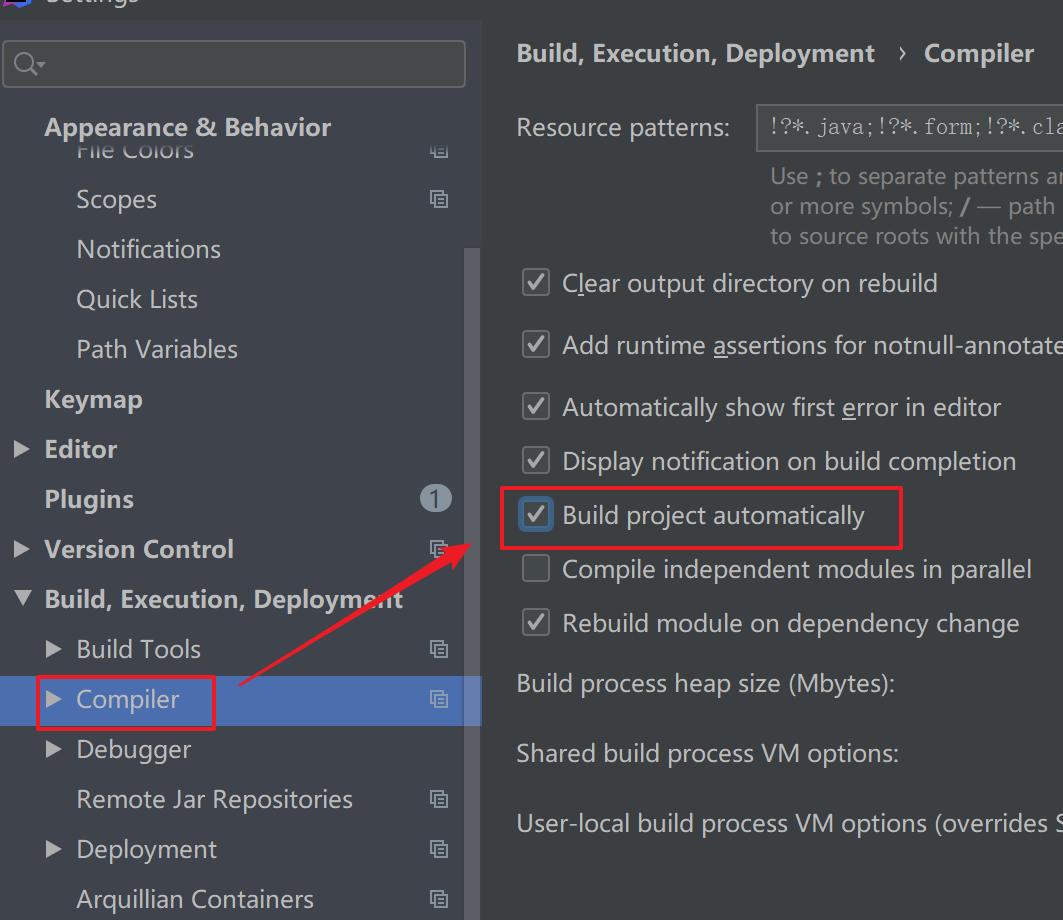 Settings
Appearance & Behavior
File Colors
Scopes
Notifications
Quick Lists
Path Variables
Keymap
Editor
Plugins 1
Version Control
Build, Execution, Deployment
Build Tools
Compiler
Debugger
Remote Jar Repositories
Deployment
Arquillian Containers
Build, Execution, Deployment › Compiler
Resource patterns: !?*.java;!?*.form;!?*.cla
Use ; to separate patterns an
or more symbols; / — path
to source roots with the spe
Clear output directory on rebuild
Add runtime assertions for notnull-annotate
Automatically show first error in editor
Display notification on build completion
Build project automatically
Compile independent modules in parallel
Rebuild module on dependency change
Build process heap size (Mbytes):
Shared build process VM options:
User-local build process VM options (overrides S